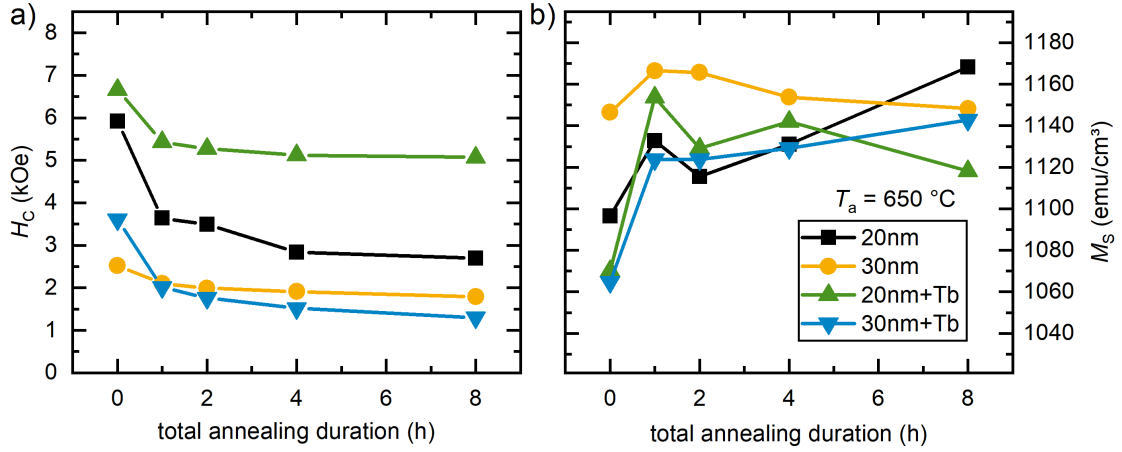 a)
8
7
6
5
4
3
2
1
0
H_C (kOe)
0 2 4 6 8
total annealing duration (h)
b)
T_a = 650 °C
20nm
30nm
20nm+Tb
30nm+Tb
1180
1160
1140
1120
1100
1080
1060
1040
1020
M_S (emu/cm³)
0 2 4 6 8
total annealing duration (h)